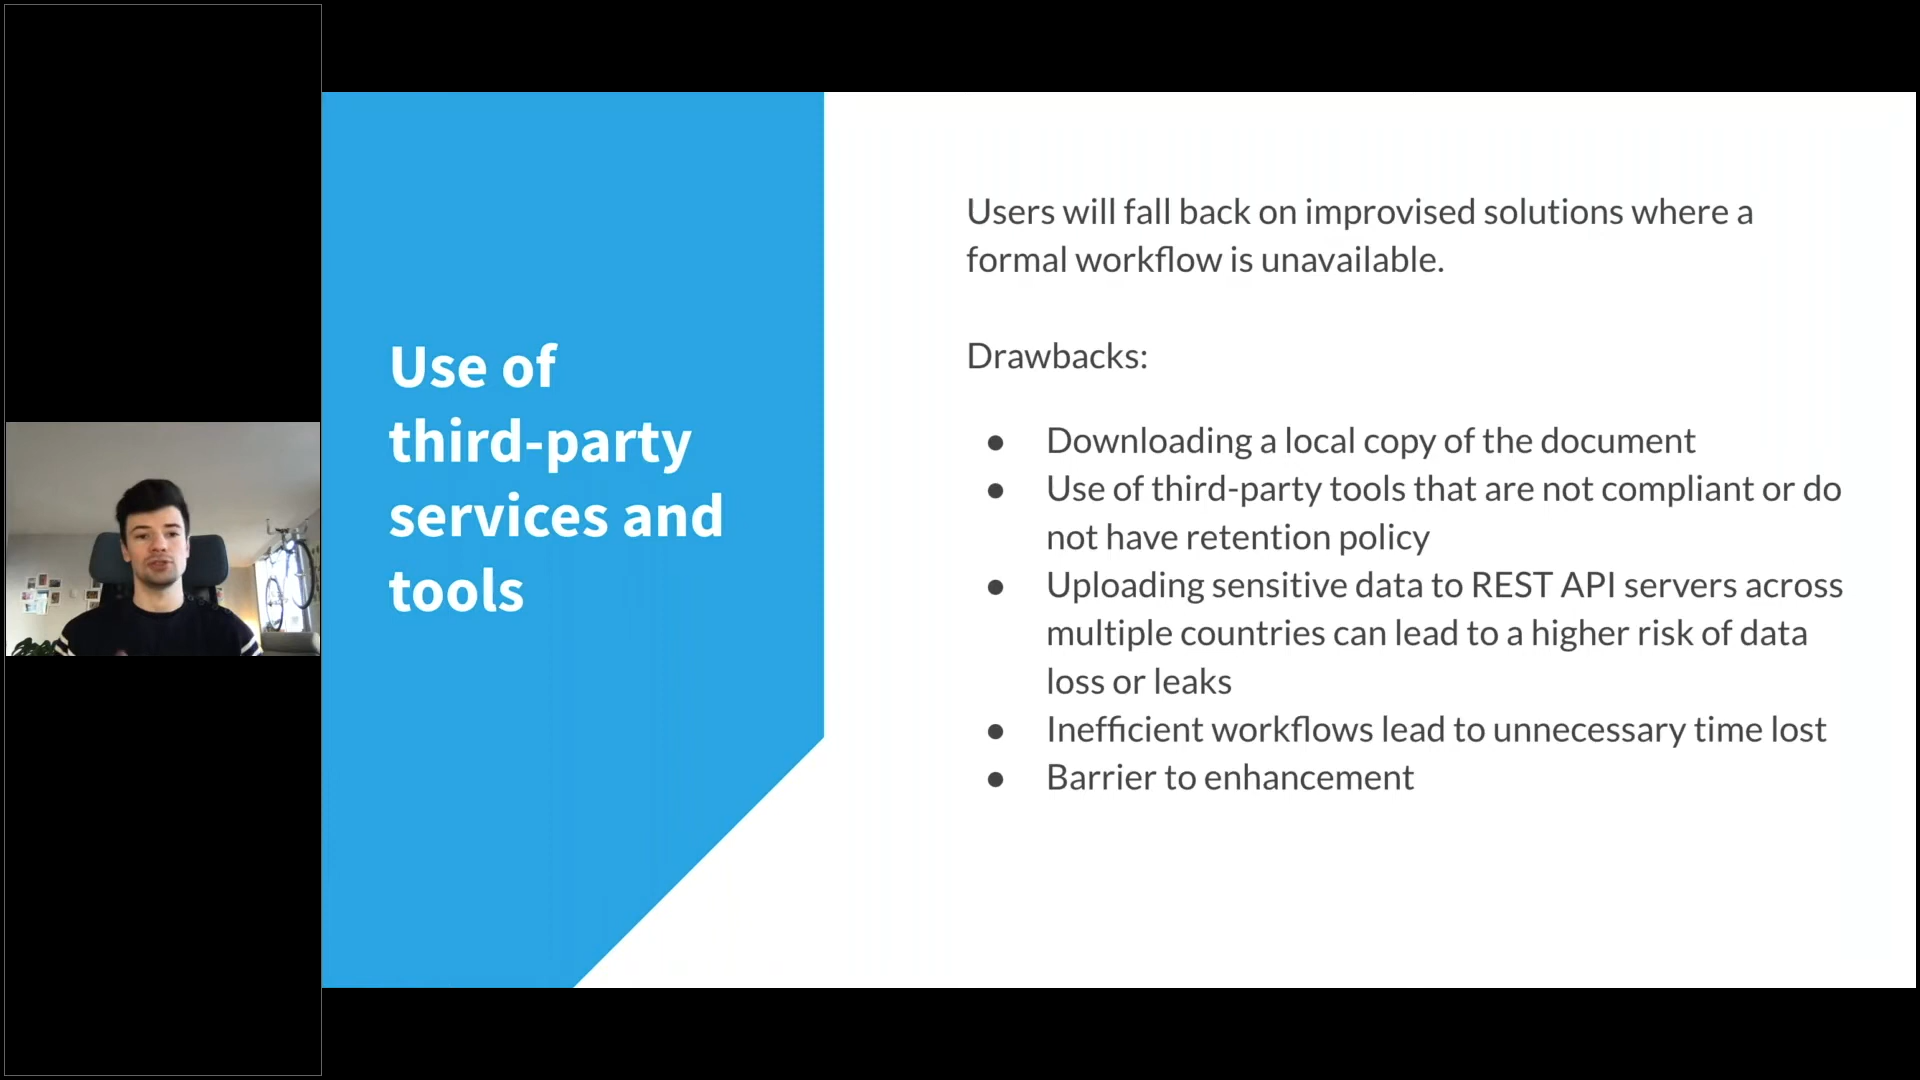 Use of
third-party
services and
tools
Users will fall back on improvised solutions where a
formal workflow is unavailable.
Drawbacks:
● Downloading a local copy of the document
● Use of third-party tools that are not compliant or do
not have retention policy
● Uploading sensitive data to REST API servers across
multiple countries can lead to a higher risk of data
loss or leaks
● Inefficient workflows lead to unnecessary time lost
● Barrier to enhancement